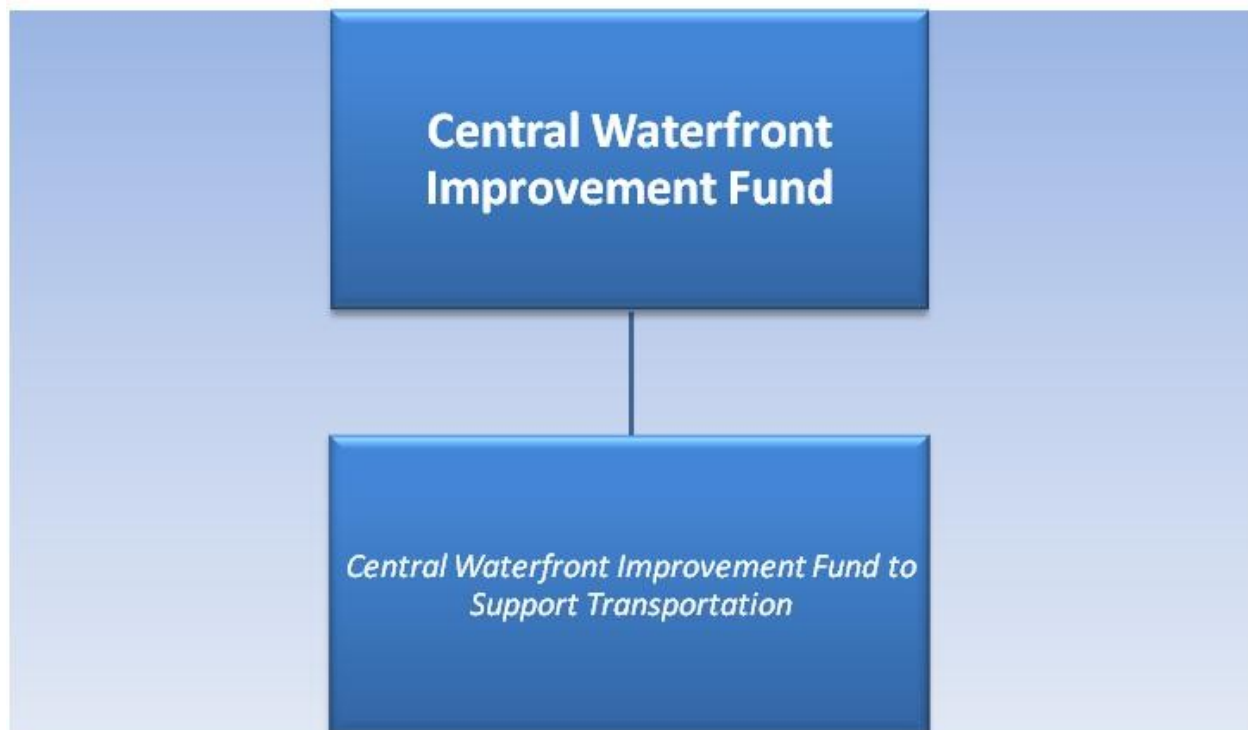 Central Waterfront
Improvement Fund
Central Waterfront Improvement Fund to
Support Transportation